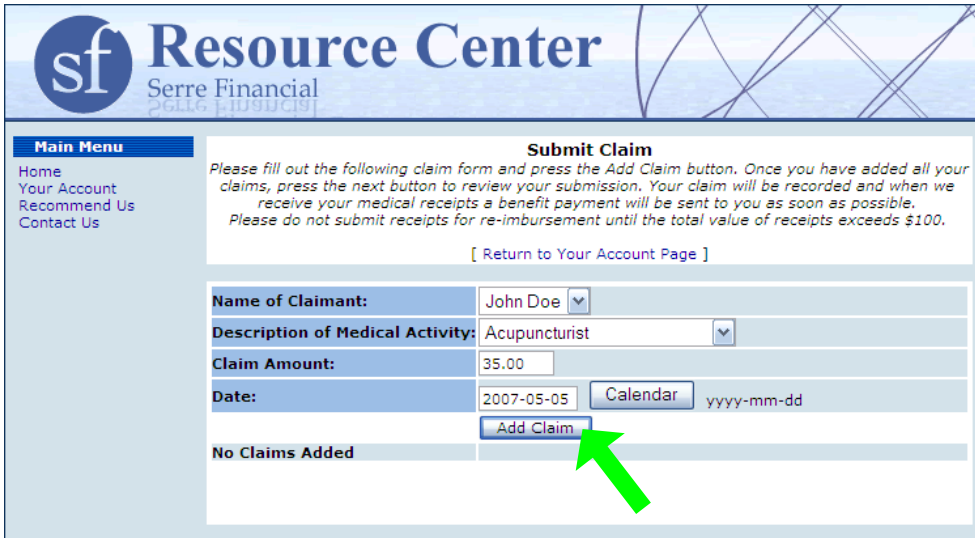 sf
Resource Center
Serre Financial
Main Menu
Home
Your Account
Recommend Us
Contact Us
Submit Claim
Please fill out the following claim form and press the Add Claim button. Once you have added all your
claims, press the next button to review your submission. Your claim will be recorded and when we
receive your medical receipts a benefit payment will be sent to you as soon as possible.
Please do not submit receipts for re-imbursement until the total value of receipts exceeds $100.
[ Return to Your Account Page ]
Name of Claimant: John Doe
Description of Medical Activity: Acupuncturist
Claim Amount: 35.00
Date: 2007-05-05 Calendar yyyy-mm-dd
Add Claim
No Claims Added